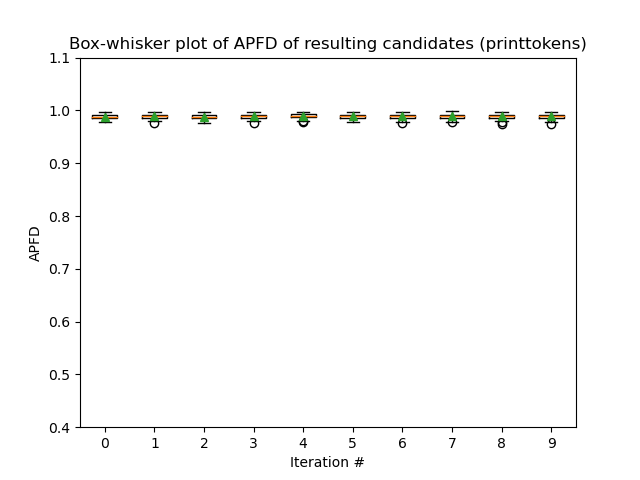 Box-whisker plot of APFD of resulting candidates (printtokens)
1.1
1.0
0.9
0.8
0.7
0.6
0.5
0.4
APFD
0 1 2 3 4 5 6 7 8 9
Iteration #